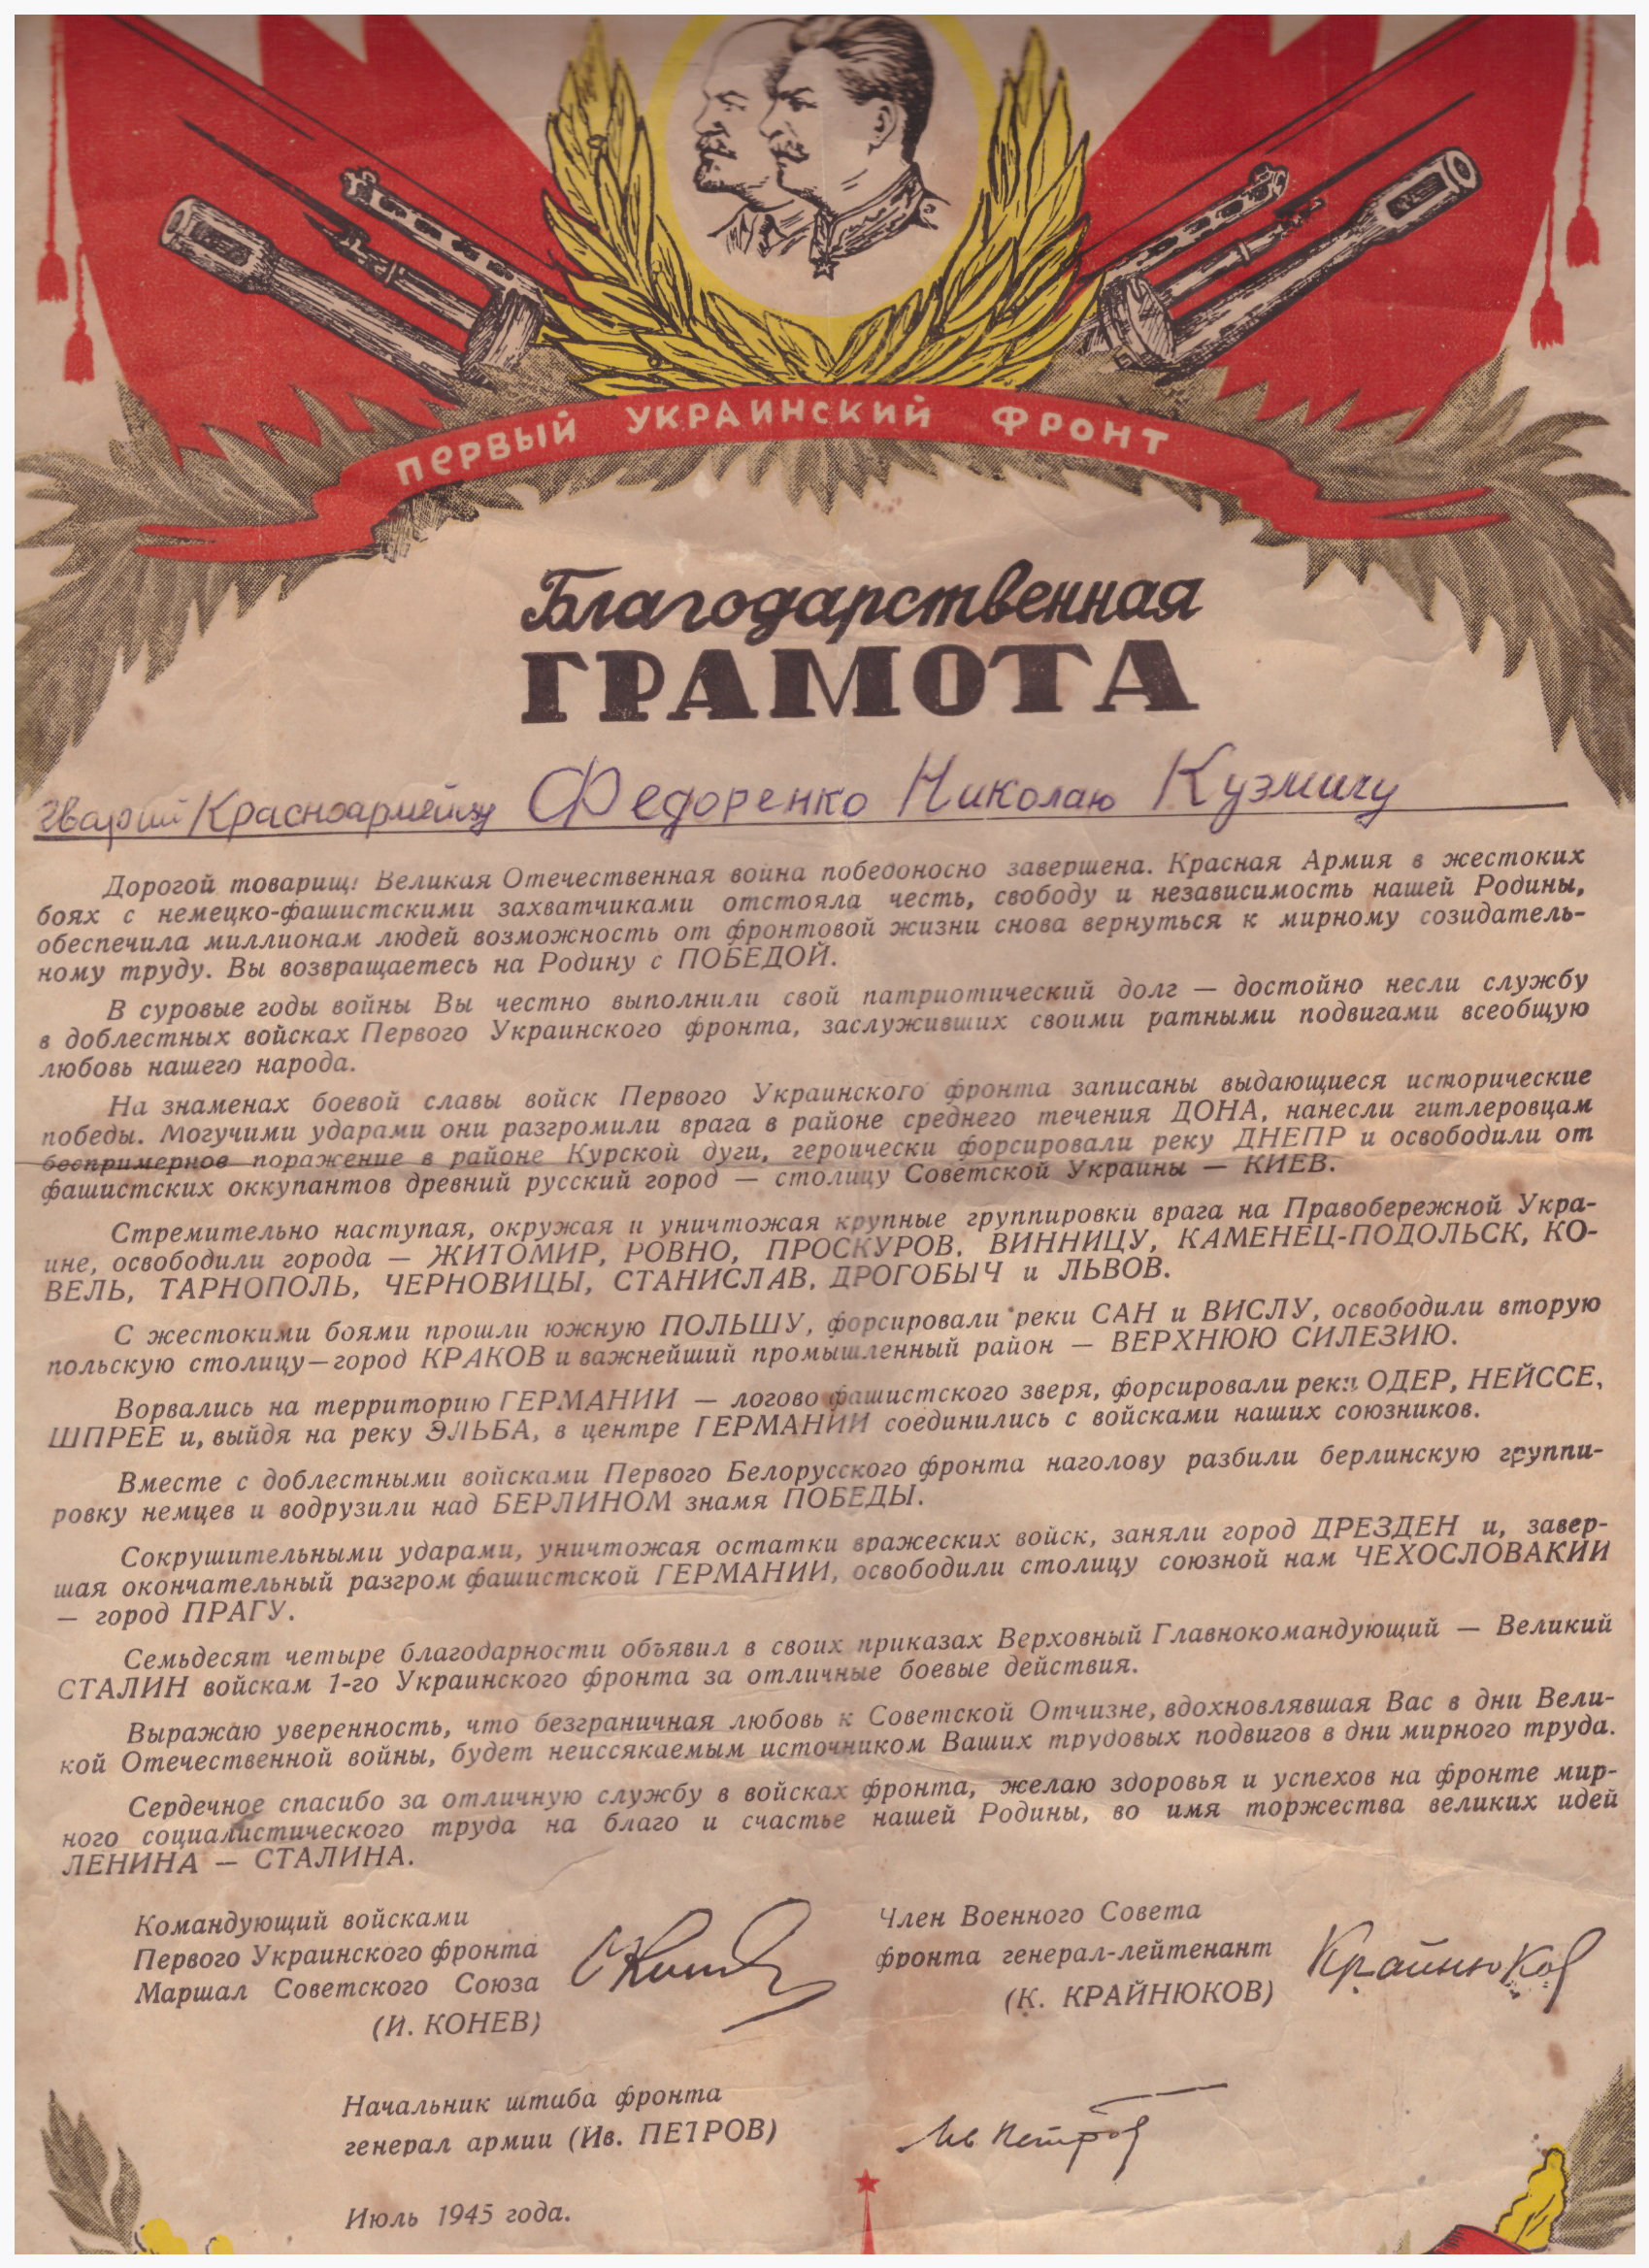 ПЕРВЫЙ УКРАИНСКИЙ ФРОНТ
Благодарственная
ГРАМОТА
Гвардии Красноармейцу Федоренко Николаю Кузмичу
Дорогой товарищ! Великая Отечественная война победоносно завершена. Красная Армия в жестоких
боях с немецко-фашистскими захватчиками отстояла честь, свободу и независимость нашей Родины,
обеспечила миллионам людей возможность от фронтовой жизни снова вернуться к мирному созидатель-
ному труду. Вы возвращаетесь на Родину с ПОБЕДОЙ.
В суровые годы войны Вы честно выполнили свой патриотический долг — достойно несли службу
в доблестных войсках Первого Украинского фронта, заслуживших своими ратными подвигами всеобщую
любовь нашего народа.
На знаменах боевой славы войск Первого Украинского фронта записаны выдающиеся исторические
победы. Могучими ударами они разгромили врага в районе среднего течения ДОНА, нанесли гитлеровцам
беспримерное поражение в районе Курской дуги, героически форсировали реку ДНЕПР и освободили от
фашистских оккупантов древний русский город — столицу Советской Украины — КИЕВ.
Стремительно наступая, окружая и уничтожая крупные группировки врага на Правобережной Укра-
ине, освободили города — ЖИТОМИР, РОВНО, ПРОСКУРОВ, ВИННИЦУ, КАМЕНЕЦ-ПОДОЛЬСК, КО-
ВЕЛЬ, ТАРНОПОЛЬ, ЧЕРНОВИЦЫ, СТАНИСЛАВ, ДРОГОБЫЧ и ЛЬВОВ.
С жестокими боями прошли южную ПОЛЬШУ, форсировали реки САН и ВИСЛУ, освободили вторую
польскую столицу—город КРАКОВ и важнейший промышленный район — ВЕРХНЮЮ СИЛЕЗИЮ.
Ворвались на территорию ГЕРМАНИИ — логово фашистского зверя, форсировали реки ОДЕР, НЕЙССЕ,
ШПРЕЕ и, выйдя на реку ЭЛЬБА, в центре ГЕРМАНИИ соединились с войсками наших союзников.
Вместе с доблестными войсками Первого Белорусского фронта наголову разбили берлинскую группи-
ровку немцев и водрузили над БЕРЛИНОМ знамя ПОБЕДЫ.
Сокрушительными ударами, уничтожая остатки вражеских войск, заняли город ДРЕЗДЕН и, завер-
шая окончательный разгром фашистской ГЕРМАНИИ, освободили столицу союзной нам ЧЕХОСЛОВАКИИ
— город ПРАГУ.
Семьдесят четыре благодарности объявил в своих приказах Верховный Главнокомандующий — Великий
СТАЛИН войскам 1-го Украинского фронта за отличные боевые действия.
Выражаю уверенность, что безграничная любовь к Советской Отчизне, вдохновлявшая Вас в дни Вели-
кой Отечественной войны, будет неиссякаемым источником Ваших трудовых подвигов в дни мирного труда.
Сердечное спасибо за отличную службу в войсках фронта, желаю здоровья и успехов на фронте мир-
ного социалистического труда на благо и счастье нашей Родины, во имя торжества великих идей
ЛЕНИНА — СТАЛИНА.
Командующий войсками
Первого Украинского фронта
Маршал Советского Союза
(И. КОНЕВ)
Член Военного Совета
фронта генерал-лейтенант
(К. КРАЙНЮКОВ)
Крайнюков
Начальник штаба фронта
генерал армии (Ив. ПЕТРОВ)
Ив Петров
Июль 1945 года.